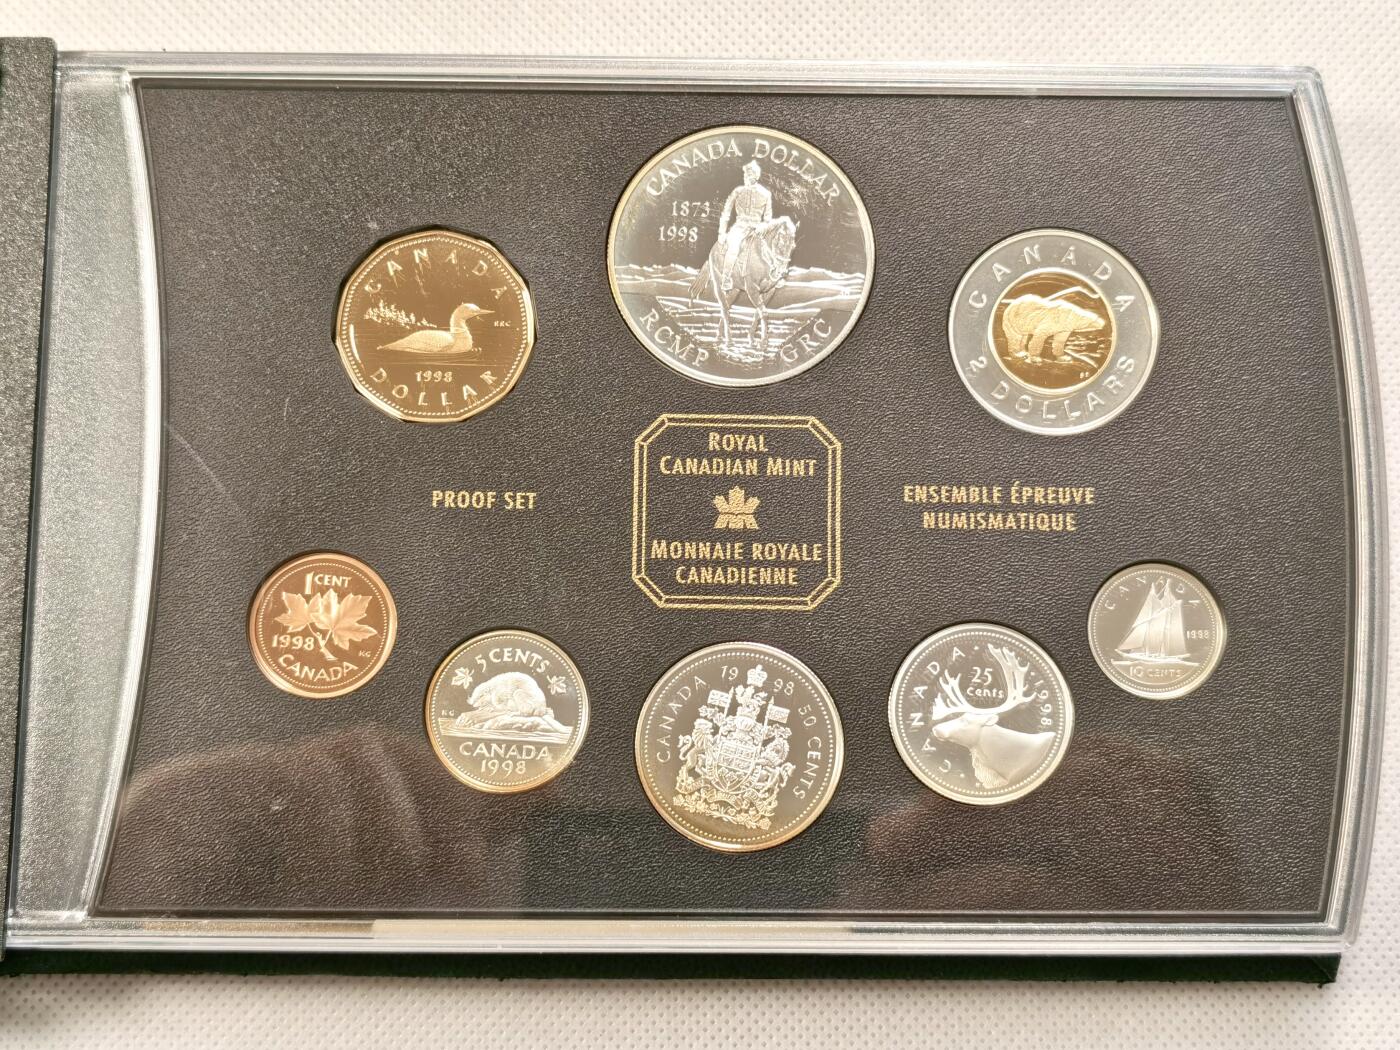 CANADA DOLLAR
1873
1998
RCMP GRC
CANADA
1998
DOLLAR
CANADA
2 DOLLARS
ROYAL
CANADIAN MINT
MONNAIE ROYALE
CANADIENNE
PROOF SET
ENSEMBLE ÉPREUVE
NUMISMATIQUE
1 CENT
1998
KG
CANADA
5 CENTS
KG
CANADA
1998
CANADA 1998 50 CENTS
CANADA 1998
25
cents
CANADA
1998
10 CENTS